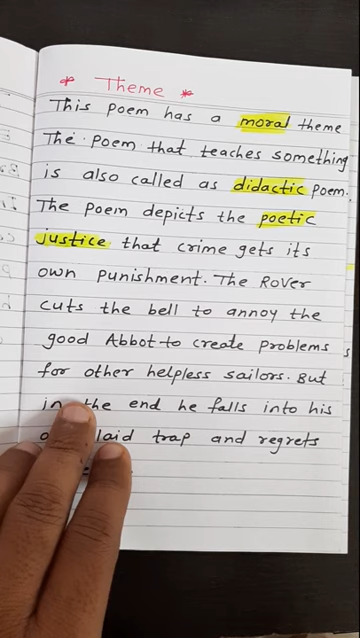 * Theme *
This poem has a moral theme
The poem that teaches something
is also called as didactic poem.
The poem depicts the poetic
justice that crime gets its
own punishment. The Rover
cuts the bell to annoy the
good Abbot to create problems
for other helpless sailors. But
in the end he falls into his
laid trap and regrets